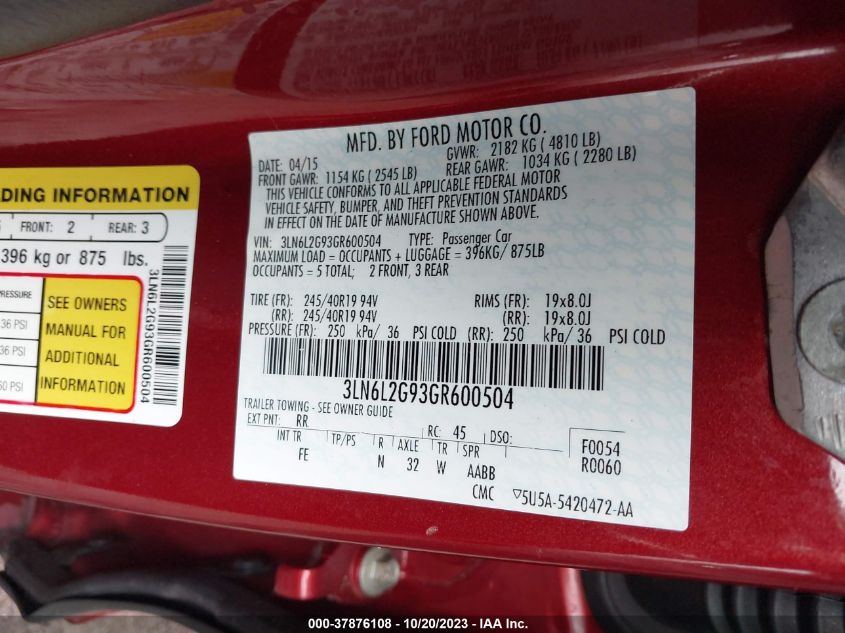 DING INFORMATION
FRONT: 2 REAR: 3
396 kg or 875 lbs.
PRESSURE
36 PSI
36 PSI
60 PSI
SEE OWNERS
MANUAL FOR
ADDITIONAL
INFORMATION
3LN6L2G93GR600504
MFD. BY FORD MOTOR CO.
DATE: 04/15 GVWR: 2182 KG ( 4810 LB)
FRONT GAWR: 1154 KG ( 2545 LB) REAR GAWR: 1034 KG ( 2280 LB)
THIS VEHICLE CONFORMS TO ALL APPLICABLE FEDERAL MOTOR
VEHICLE SAFETY, BUMPER, AND THEFT PREVENTION STANDARDS
IN EFFECT ON THE DATE OF MANUFACTURE SHOWN ABOVE.
VIN: 3LN6L2G93GR600504 TYPE: Passenger Car
MAXIMUM LOAD = OCCUPANTS + LUGGAGE = 396KG/ 875LB
OCCUPANTS = 5 TOTAL; 2 FRONT, 3 REAR
TIRE (FR): 245/40R19 94V RIMS (FR): 19x8.0J
(RR): 245/40R19 94V (RR): 19x8.0J
PRESSURE (FR): 250 kPa/ 36 PSI COLD (RR): 250 kPa/ 36 PSI COLD
3LN6L2G93GR600504
TRAILER TOWING - SEE OWNER GUIDE
EXT PNT: RR RC: 45 DSO:
INT TR TP/PS R AXLE TR SPR F0054
FE N 32 W AABB R0060
CMC ▽5U5A-5420472-AA
000-37876108 - 10/20/2023 - IAA Inc.